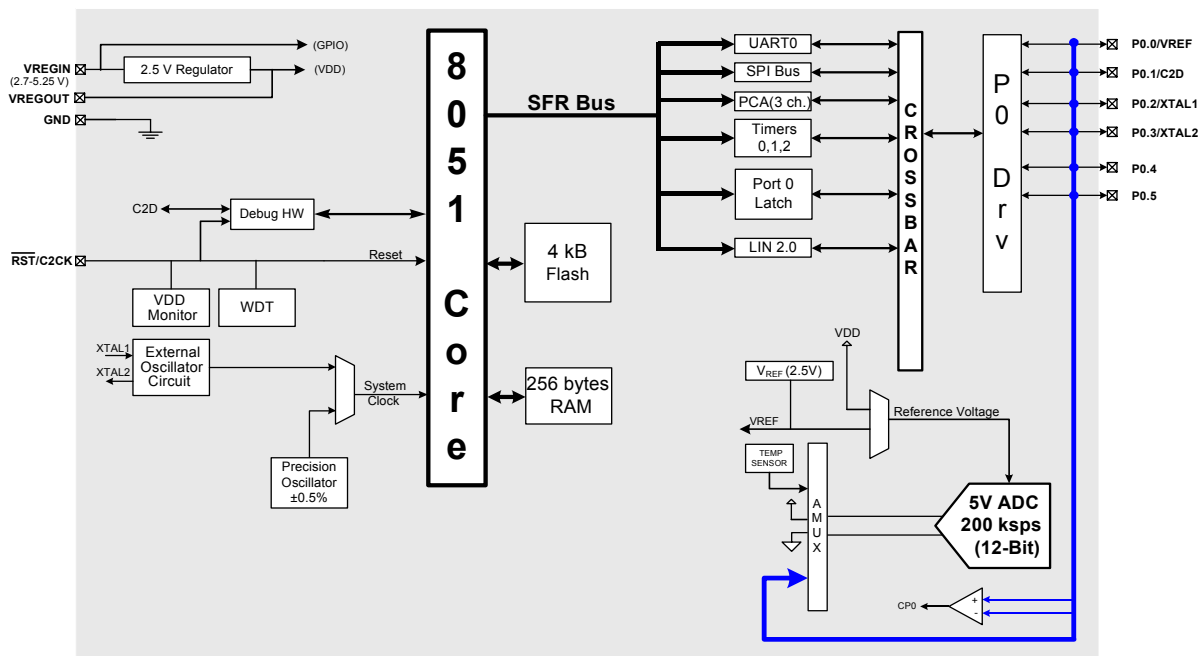 VREGIN
(2.7-5.25 V)
VREGOUT
GND
2.5 V Regulator
(GPIO)
(VDD)
C2D
Debug HW
RST/C2CK
Reset
VDD
Monitor
WDT
XTAL1
XTAL2
External
Oscillator
Circuit
System
Clock
Precision
Oscillator
±0.5%
8
0
5
1
C
o
r
e
SFR Bus
4 kB
Flash
256 bytes
RAM
UART0
SPI Bus
PCA(3 ch.)
Timers
0,1,2
Port 0
Latch
LIN 2.0
C
R
O
S
S
B
A
R
P
0
D
r
v
P0.0/VREF
P0.1/C2D
P0.2/XTAL1
P0.3/XTAL2
P0.4
P0.5
VDD
VREF (2.5V)
VREF
Reference Voltage
TEMP
SENSOR
A
M
U
X
5V ADC
200 ksps
(12-Bit)
CP0
+
-